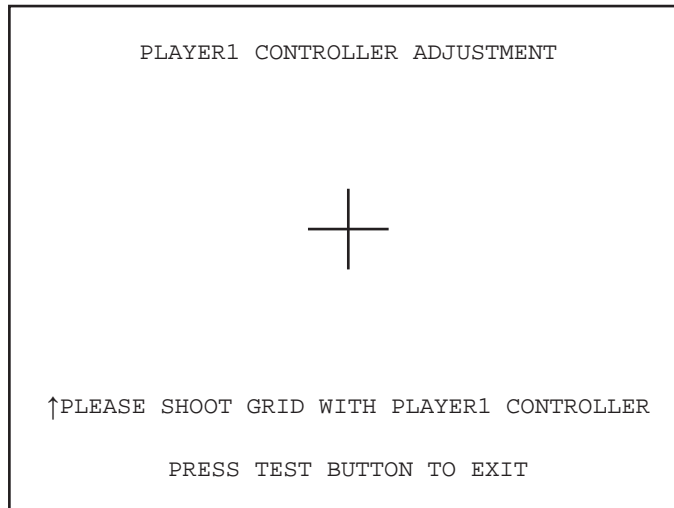 PLAYER1 CONTROLLER ADJUSTMENT
↑PLEASE SHOOT GRID WITH PLAYER1 CONTROLLER
PRESS TEST BUTTON TO EXIT